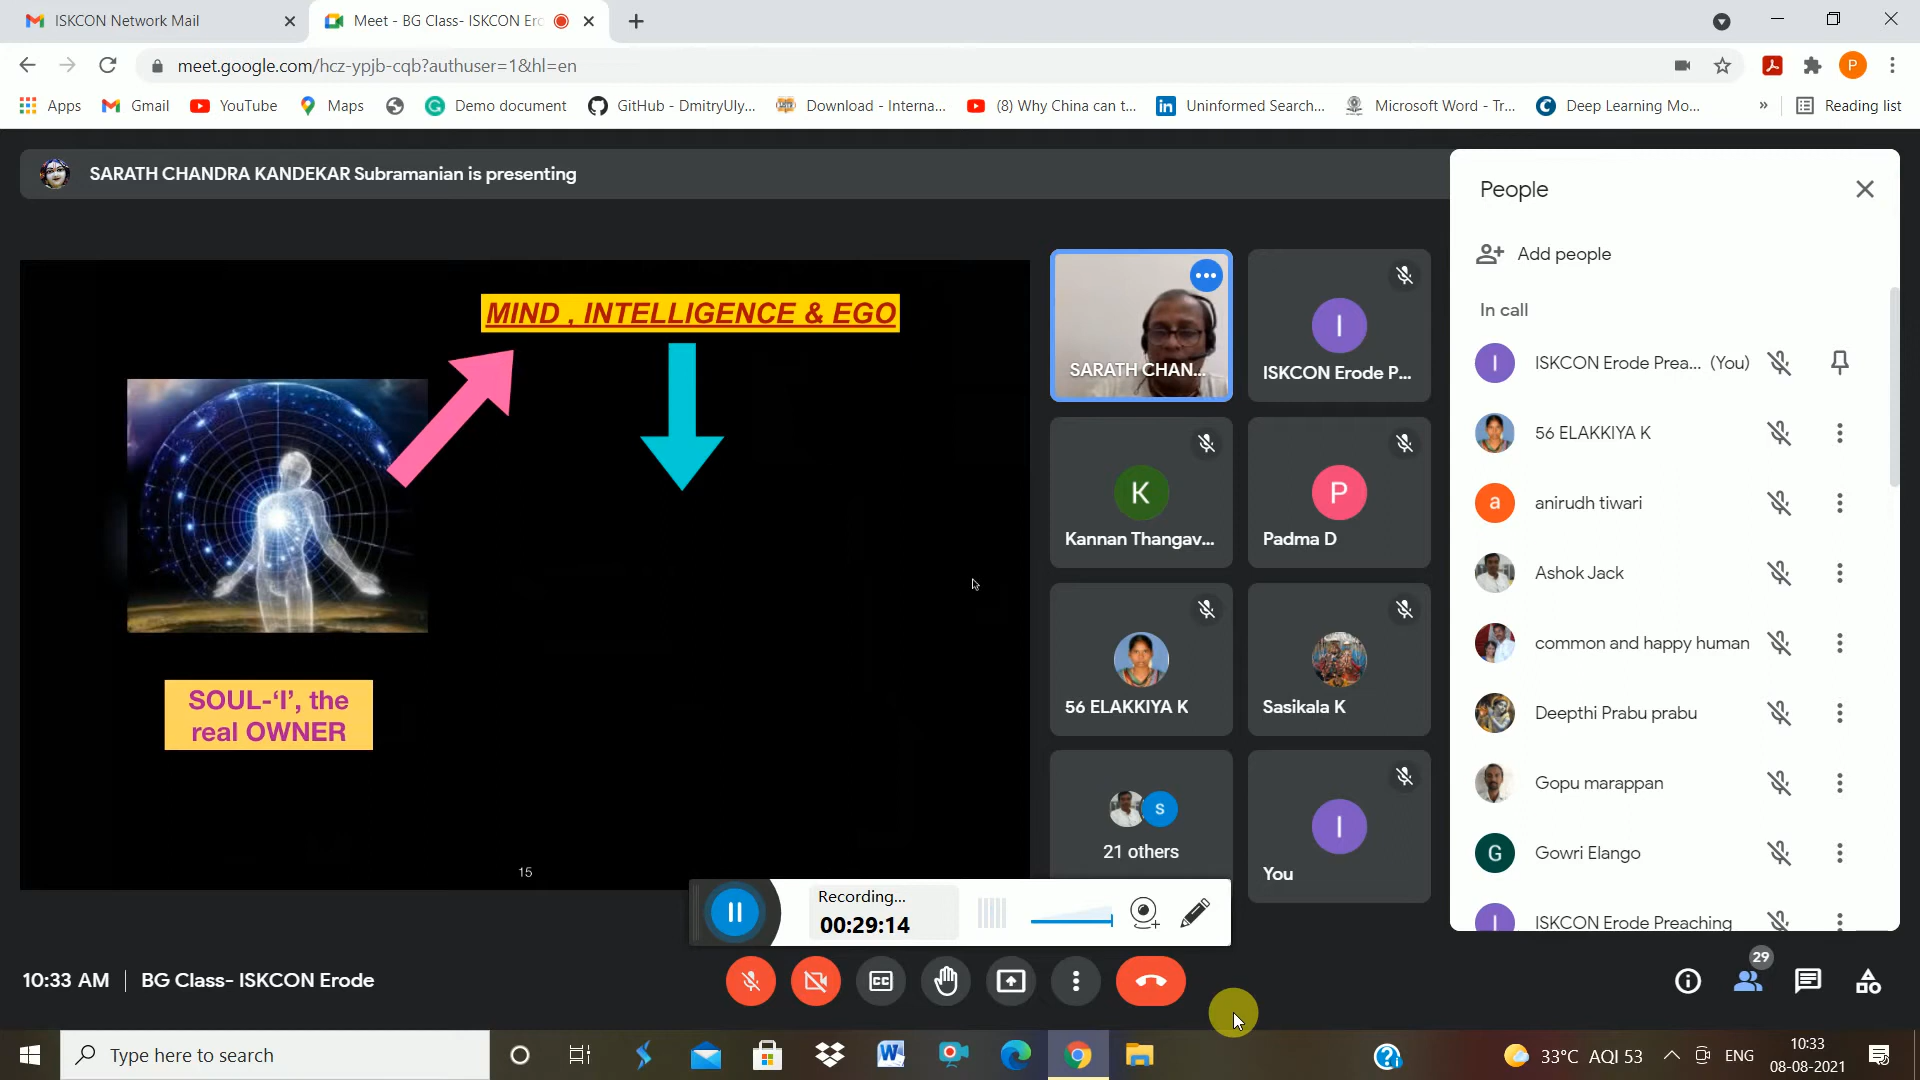 ISKCON Network Mail
Meet - BG Class- ISKCON Erc
meet.google.com/hcz-ypjb-cqb?authuser=1&hl=en
P
Apps
Gmail
YouTube
Maps
Demo document
GitHub - DmitryUly...
Download - Interna...
(8) Why China can t...
Uninformed Search...
Microsoft Word - Tr...
Deep Learning Mo...
»
Reading list
SARATH CHANDRA KANDEKAR Subramanian is presenting
MIND , INTELLIGENCE & EGO
SOUL-‘I’, the
real OWNER
15
SARATH CHAN...
I
ISKCON Erode P...
K
Kannan Thangav...
P
Padma D
56 ELAKKIYA K
Sasikala K
S
21 others
I
You
People
Add people
In call
I
ISKCON Erode Prea... (You)
56 ELAKKIYA K
a
anirudh tiwari
Ashok Jack
common and happy human
Deepthi Prabu prabu
Gopu marappan
G
Gowri Elango
I
ISKCON Erode Preaching
Recording...
00:29:14
10:33 AM
BG Class- ISKCON Erode
CC
29
Type here to search
33°C AQI 53
ENG
10:33
08-08-2021